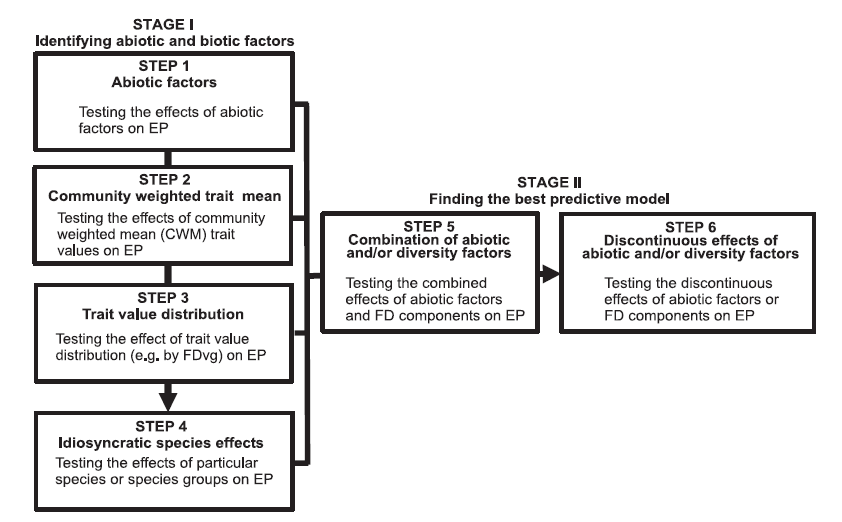 STAGE I
Identifying abiotic and biotic factors
STEP 1
Abiotic factors
Testing the effects of abiotic
factors on EP
STEP 2
Community weighted trait mean
Testing the effects of community
weighted mean (CWM) trait
values on EP
STEP 3
Trait value distribution
Testing the effect of trait value
distribution (e.g. by FDvg) on EP
STEP 4
Idiosyncratic species effects
Testing the effects of particular
species or species groups on EP
STAGE II
Finding the best predictive model
STEP 5
Combination of abiotic
and/or diversity factors
Testing the combined
effects of abiotic factors
and FD components on EP
STEP 6
Discontinuous effects of
abiotic and/or diversity factors
Testing the discontinuous
effects of abiotic factors or
FD components on EP